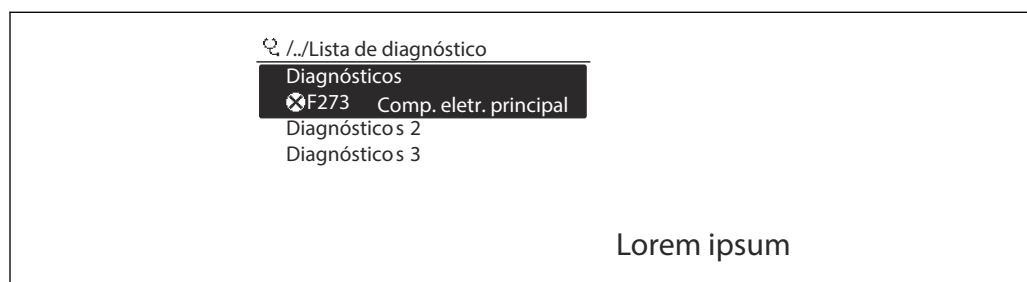 /../Lista de diagnóstico
Diagnósticos
F273 Comp. eletr. principal
Diagnósticos 2
Diagnósticos 3
Lorem ipsum